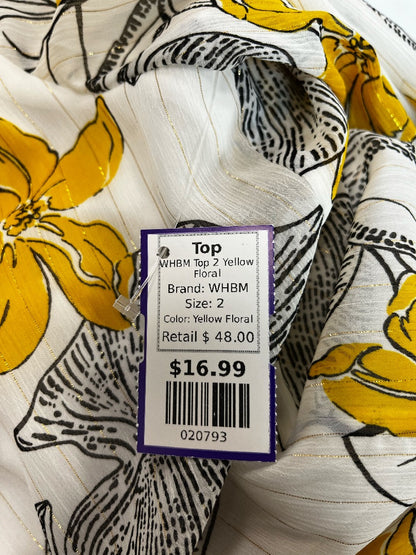 Top
WHBM Top 2 Yellow
Floral
Brand: WHBM
Size: 2
Color: Yellow Floral
Retail $ 48.00
$16.99
020793